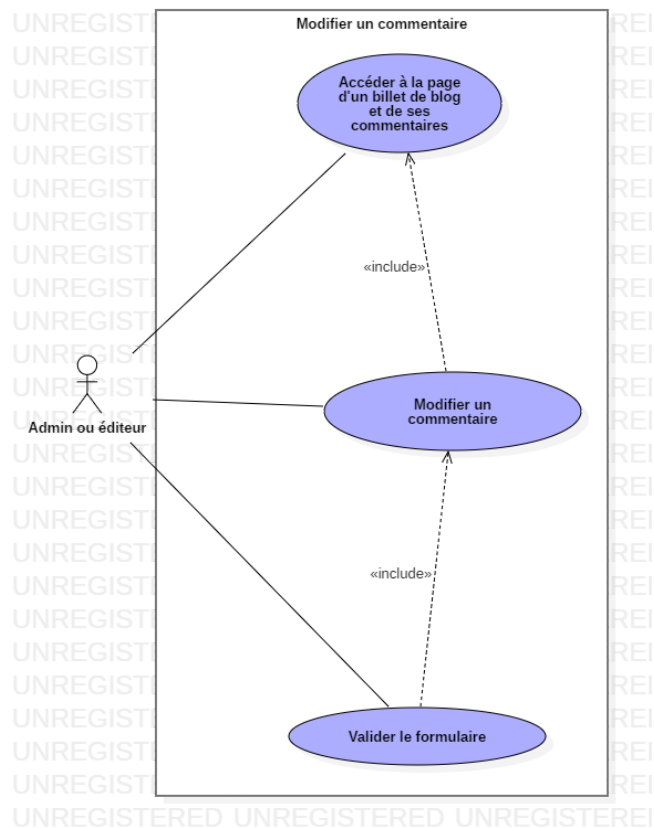 Modifier un commentaire
Accéder à la page
d'un billet de blog
et de ses
commentaires
«include»
Admin ou éditeur
Modifier un
commentaire
«include»
Valider le formulaire
UNREGISTERED UNREGISTERED UNREGISTERED